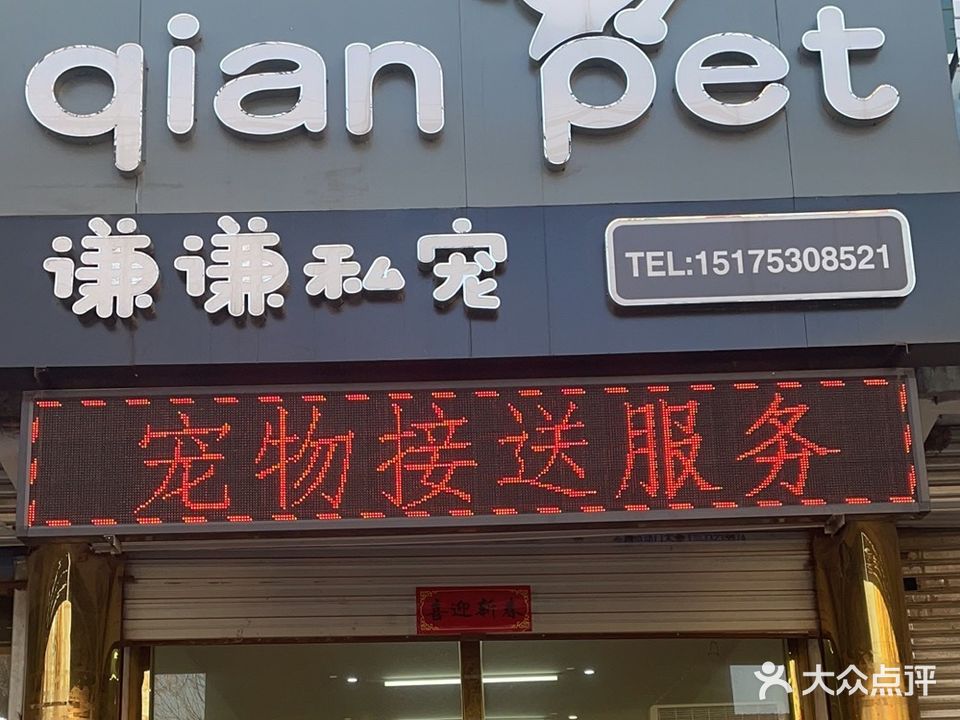 qian pet
谦谦私宠
TEL:15175308521
宠物接送服务
喜迎新春
大众点评